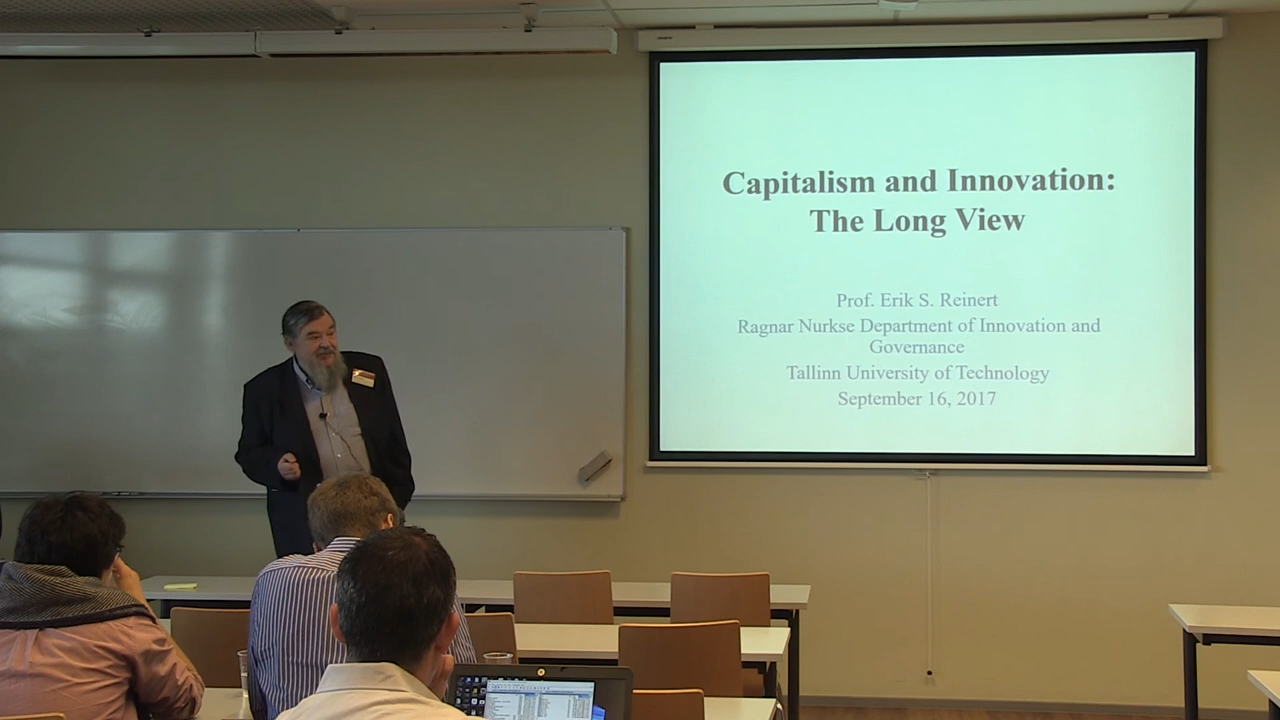 Capitalism and Innovation:
The Long View
Prof. Erik S. Reinert
Ragnar Nurkse Department of Innovation and
Governance
Tallinn University of Technology
September 16, 2017